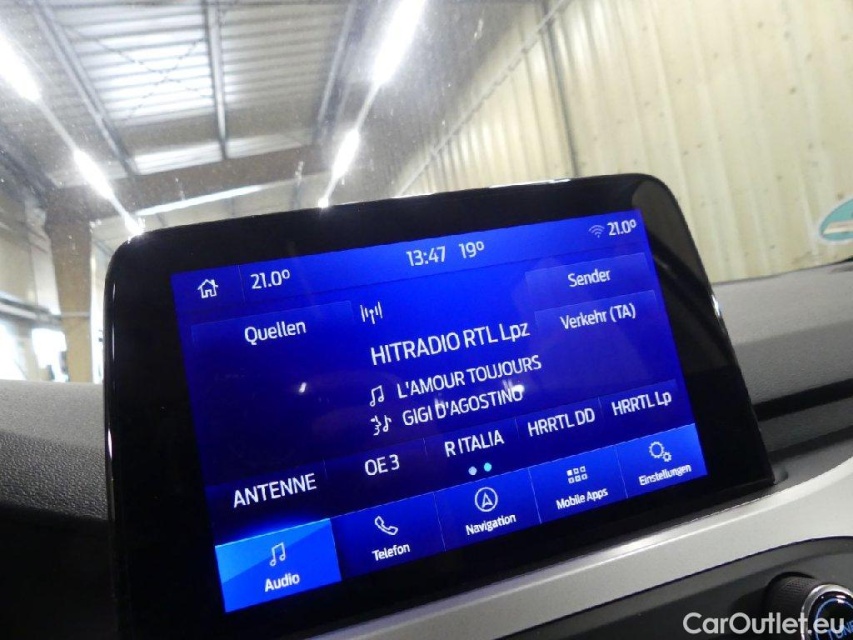 21.0° 13:47 19° 21.0°
Quellen
Sender
Verkehr (TA)
HITRADIO RTL Lpz
L'AMOUR TOUJOURS
GIGI D'AGOSTINO
ANTENNE OE 3 R ITALIA HRRTL DD HRRTL Lp
Audio Telefon Navigation Mobile Apps Einstellungen
CarOutlet.eu